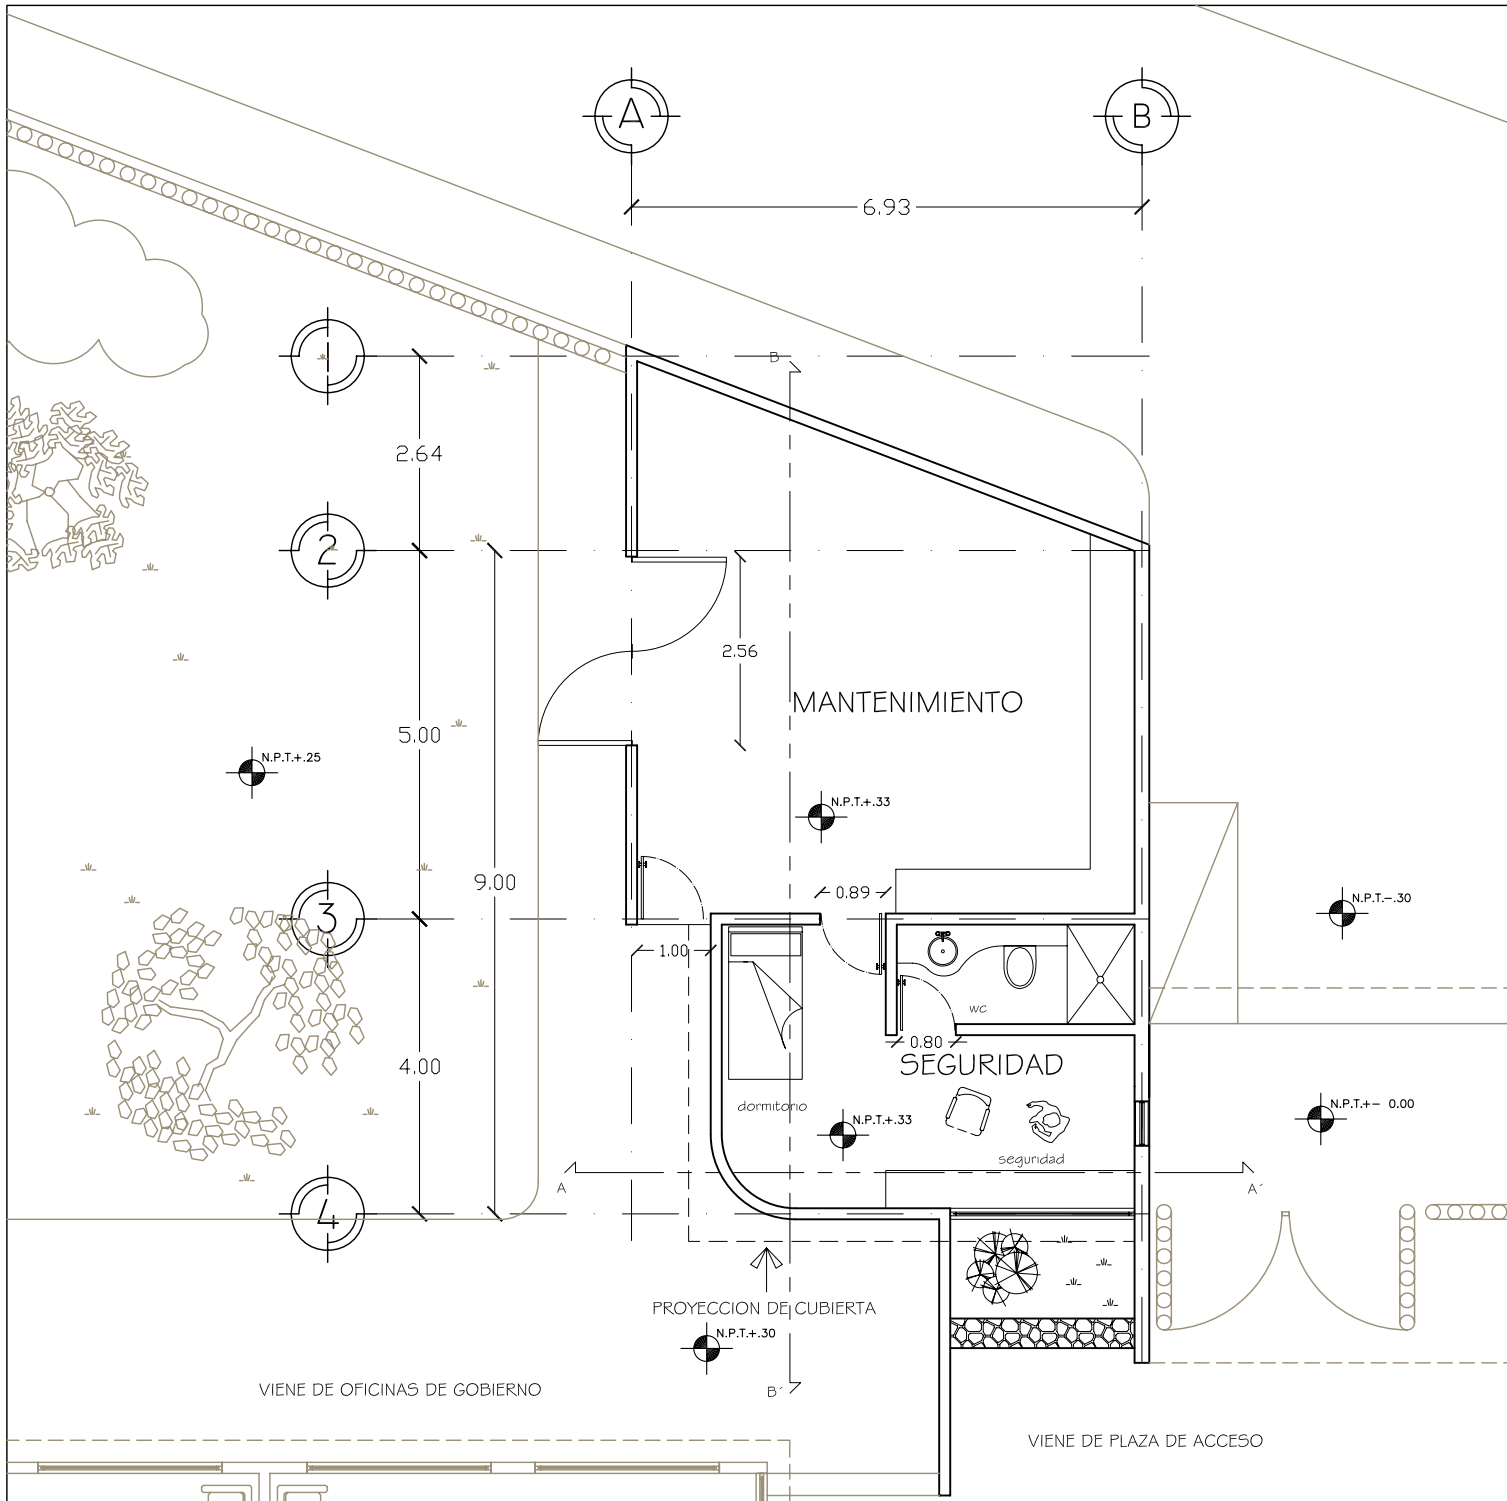 A
B
6.93
1
B
2.64
2
2.56
MANTENIMIENTO
5.00
N.P.T.+.25
N.P.T.+.33
9.00
0.89
3
N.P.T.-.30
1.00
WC
0.80
SEGURIDAD
4.00
dormitorio
N.P.T.+.33
N.P.T.+- 0.00
seguridad
A
A´
4
PROYECCION DE CUBIERTA
N.P.T.+.30
VIENE DE OFICINAS DE GOBIERNO
B´
VIENE DE PLAZA DE ACCESO